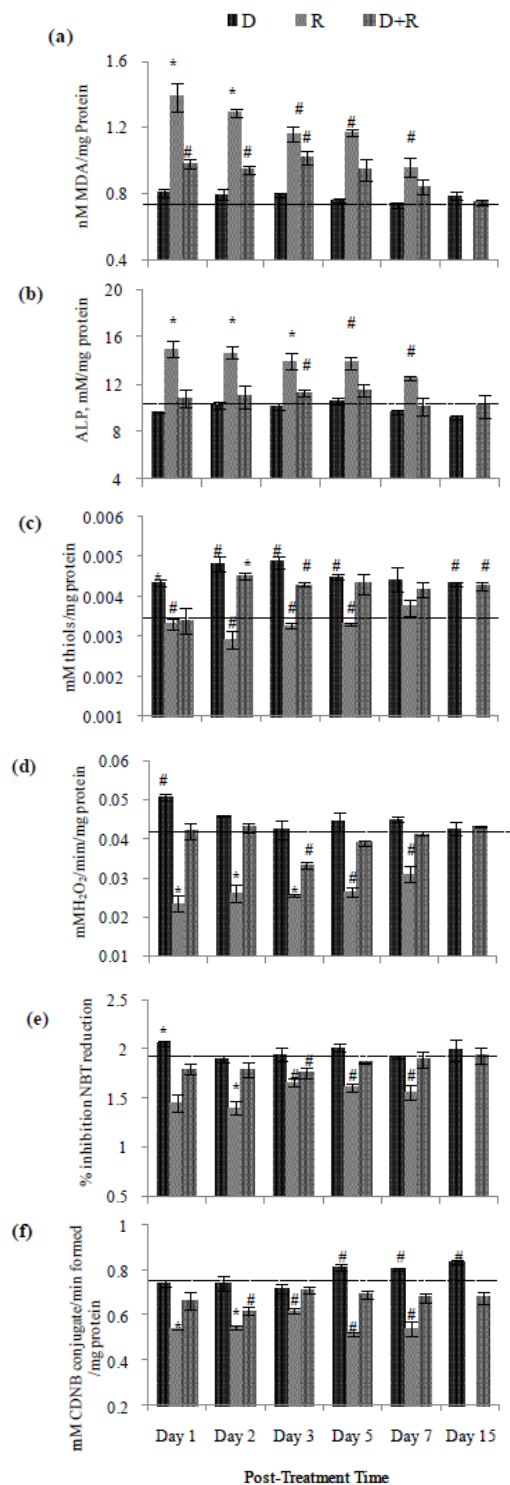 D R D+R
(a)
nM MDA/mg Protein
1.6
1.2
0.8
0.4
* * # # #
# # #
(b)
ALP, mM/mg protein
20
16
12
8
4
* * * # #
#
(c)
mM thiols/mg protein
0.006
0.005
0.004
0.003
0.002
0.001
* # # # #
# # # #
* # #
(d)
mMH₂O₂/mim/mg protein
0.06
0.05
0.04
0.03
0.02
0.01
#
* * * # #
#
(e)
% inhibition NBT reduction
2.5
2
1.5
1
0.5
*
* # # #
#
(f)
mM CDNB conjugate/min formed
/mg protein
1
0.8
0.6
0.4
0.2
# # #
* * # # #
#
Day 1 Day 2 Day 3 Day 5 Day 7 Day 15
Post-Treatment Time